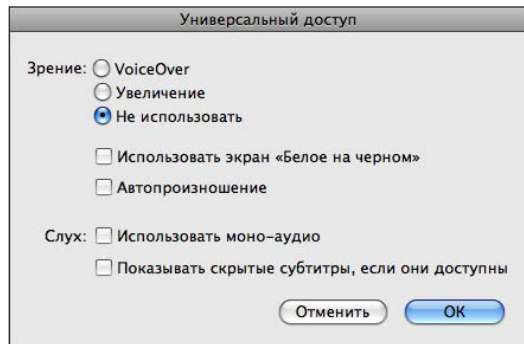 Универсальный доступ
Зрение: VoiceOver
Увеличение
Не использовать
Использовать экран «Белое на черном»
Автопроизношение
Слух: Использовать моно-аудио
Показывать скрытые субтитры, если они доступны
Отменить OK